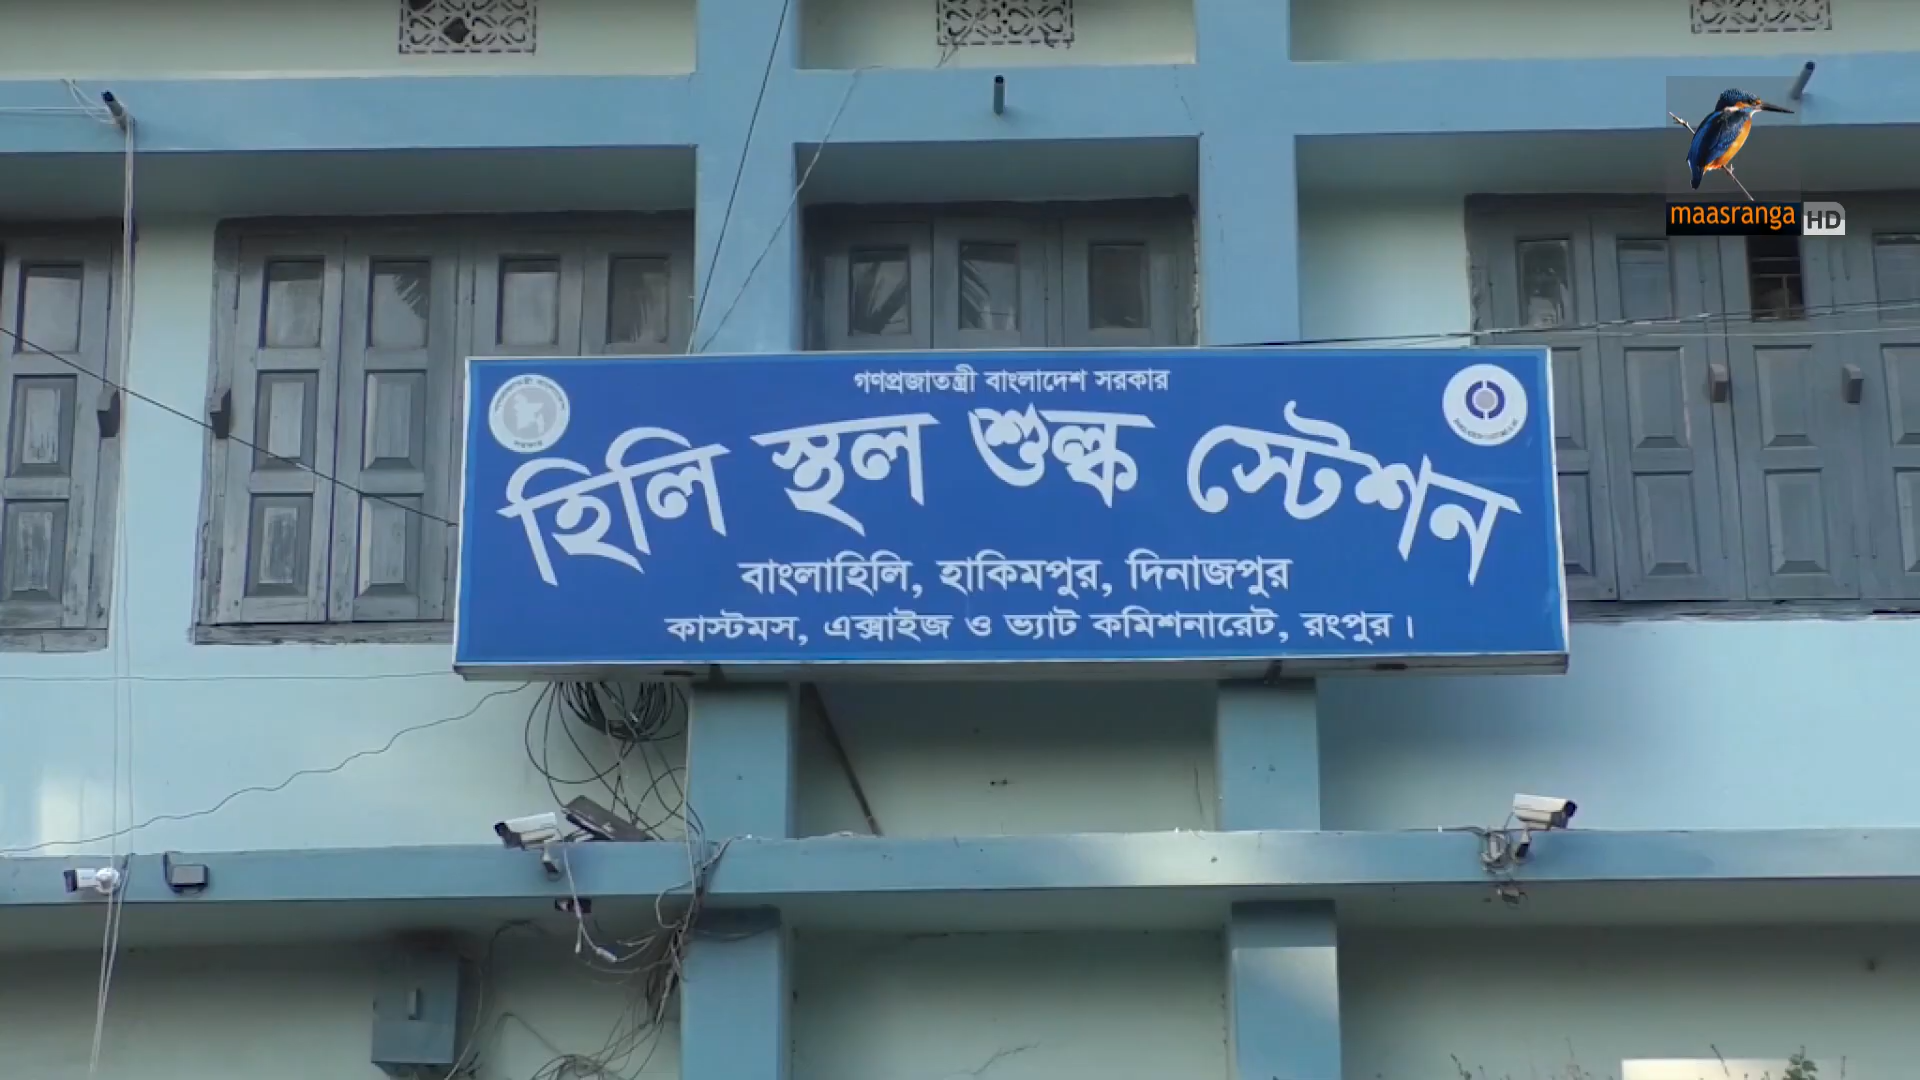 maasranga HD
গণপ্রজাতন্ত্রী বাংলাদেশ সরকার
হিলি স্থল শুল্ক স্টেশন
বাংলাহিলি, হাকিমপুর, দিনাজপুর
কাস্টমস, এক্সাইজ ও ভ্যাট কমিশনারেট, রংপুর।